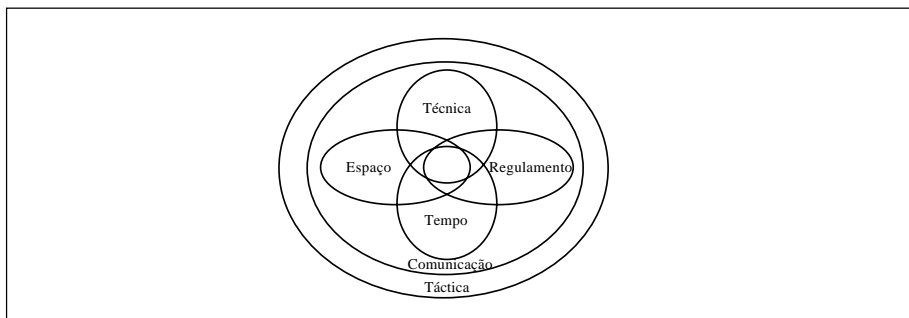 Técnica
Espaço
Regulamento
Tempo
Comunicação
Táctica